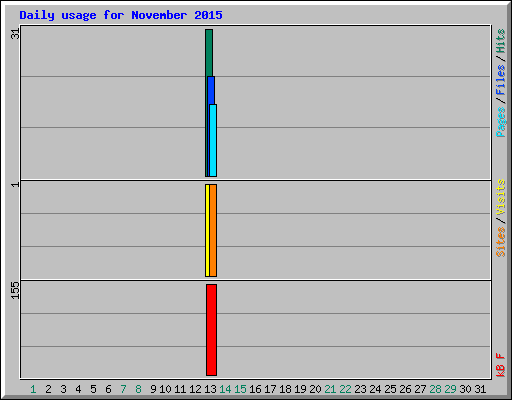 Daily usage for November 2015
31
Pages/Files/Hits
1
Sites/Visits
155
kB F
1 2 3 4 5 6 7 8 9 10 11 12 13 14 15 16 17 18 19 20 21 22 23 24 25 26 27 28 29 30 31